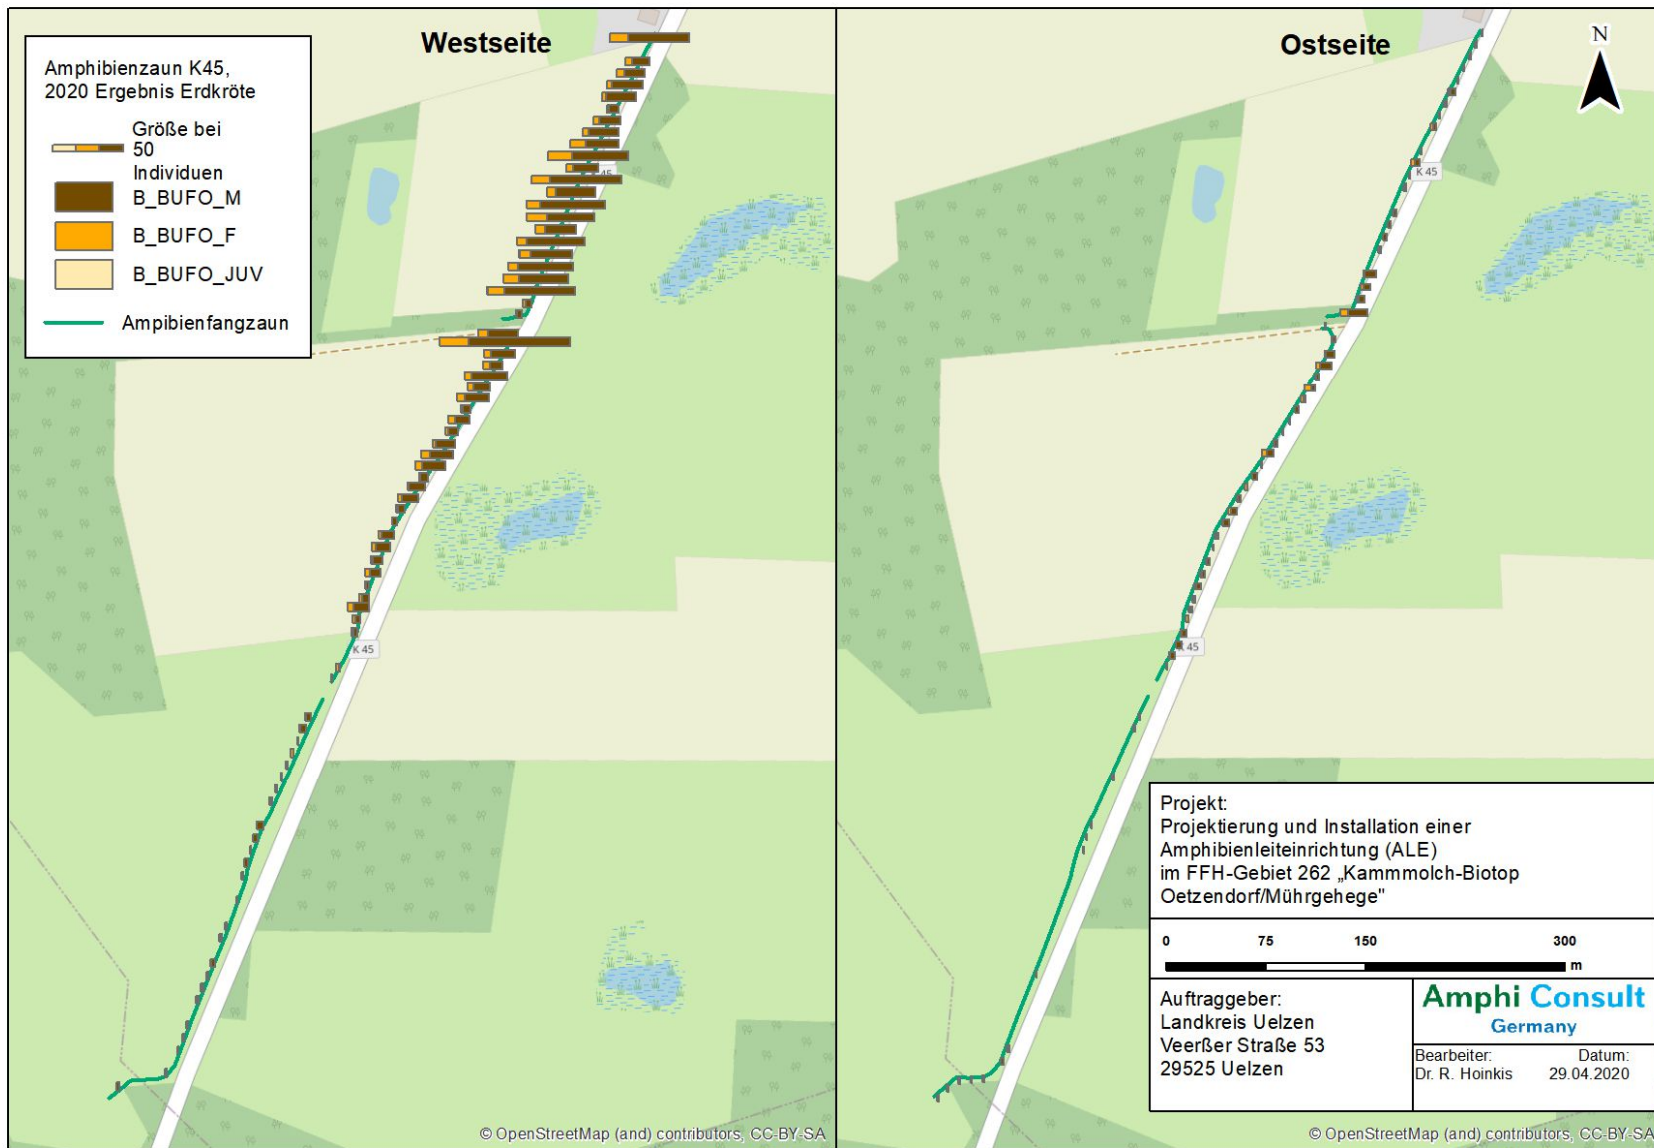 Westseite
Amphibienzaun K45,
2020 Ergebnis Erdkröte
Größe bei
50
Individuen
B_BUFO_M
B_BUFO_F
B_BUFO_JUV
Ampibienfangzaun
45
K 45
© OpenStreetMap (and) contributors, CC-BY-SA
Ostseite
N
K 45
K 45
Projekt:
Projektierung und Installation einer
Amphibienleiteinrichtung (ALE)
im FFH-Gebiet 262 „Kammmolch-Biotop
Oetzendorf/Mührgehege"
0 75 150 300
m
Auftraggeber:
Landkreis Uelzen
Veerßer Straße 53
29525 Uelzen
Amphi Consult
Germany
Bearbeiter: Datum:
Dr. R. Hoinkis 29.04.2020
© OpenStreetMap (and) contributors, CC-BY-SA